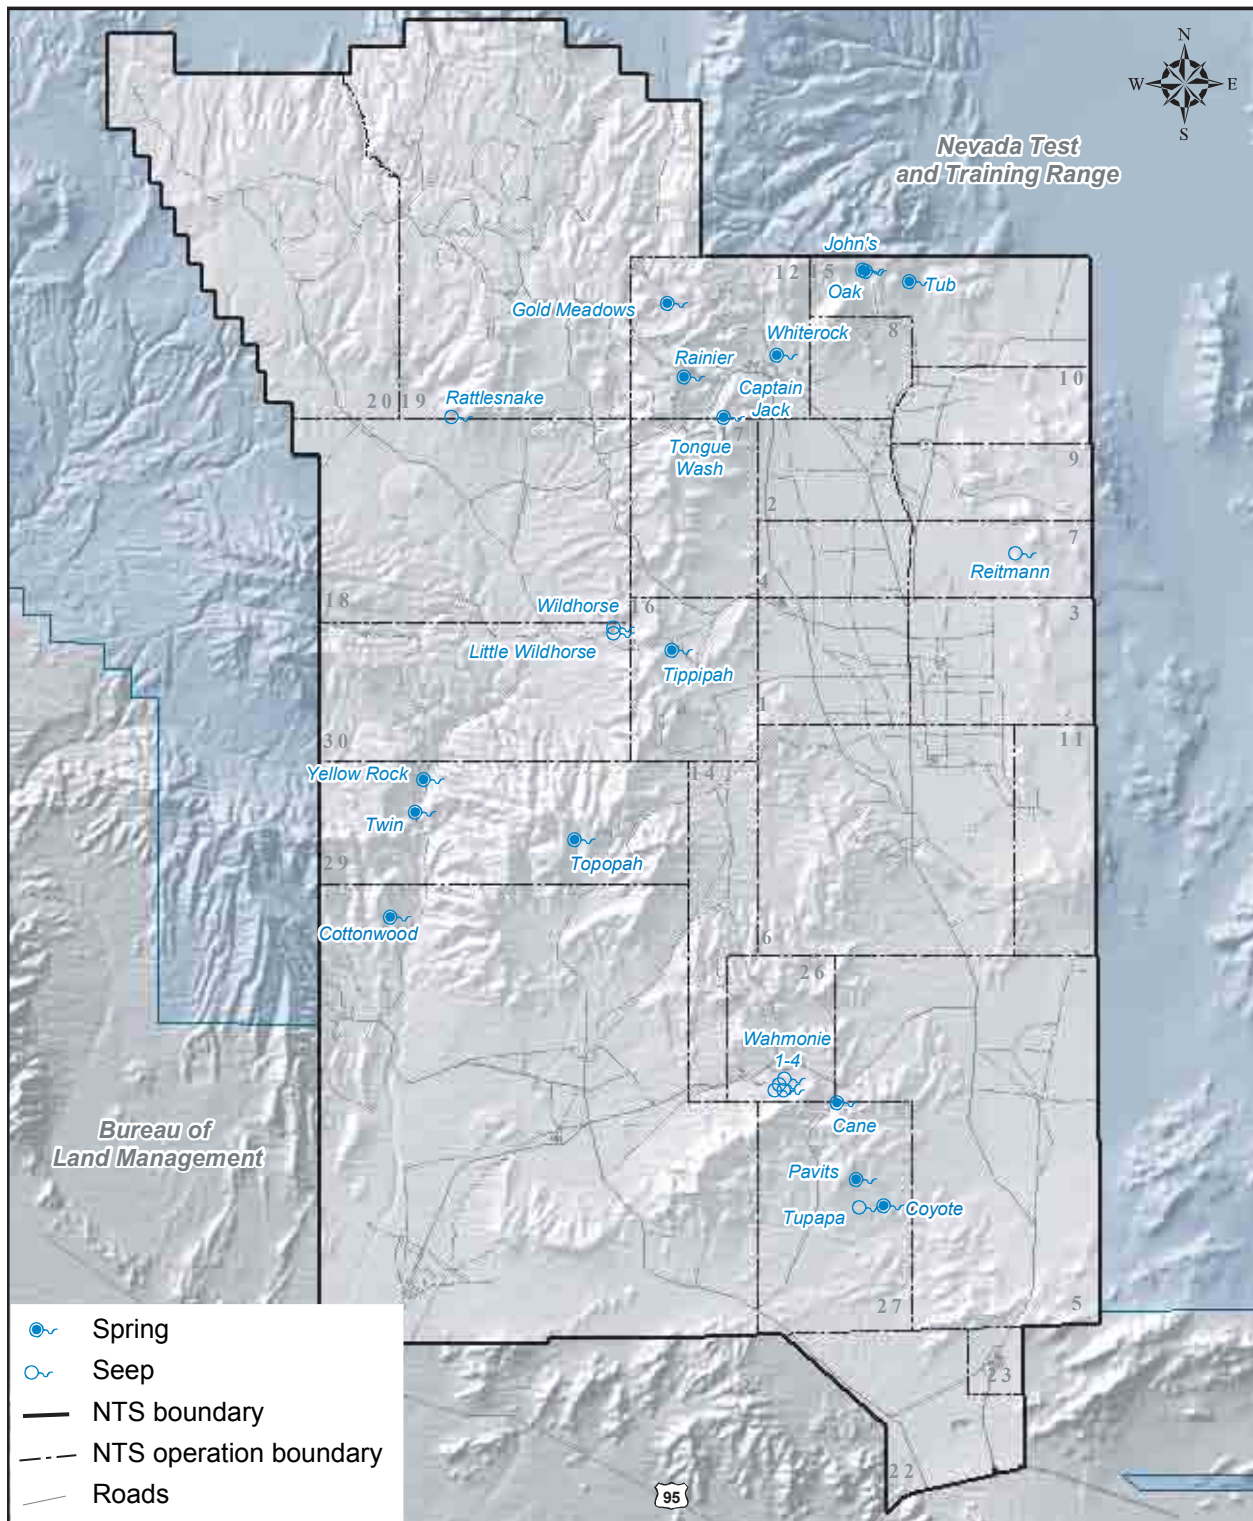 N
W
E
S
Nevada Test
and Training Range
John's
12
15
Oak
Tub
Gold Meadows
8
Whiterock
Rainier
10
Captain
Jack
20
19
Rattlesnake
17
Tongue
Wash
9
2
7
Reitmann
4
18
Wildhorse
16
3
Little Wildhorse
Tippipah
1
30
11
Yellow Rock
14
Twin
29
Topopah
Cottonwood
6
26
Wahmonie
1-4
Cane
Bureau of
Land Management
Pavits
Tupapa
Coyote
27
5
Spring
Seep
23
NTS boundary
NTS operation boundary
22
Roads
95